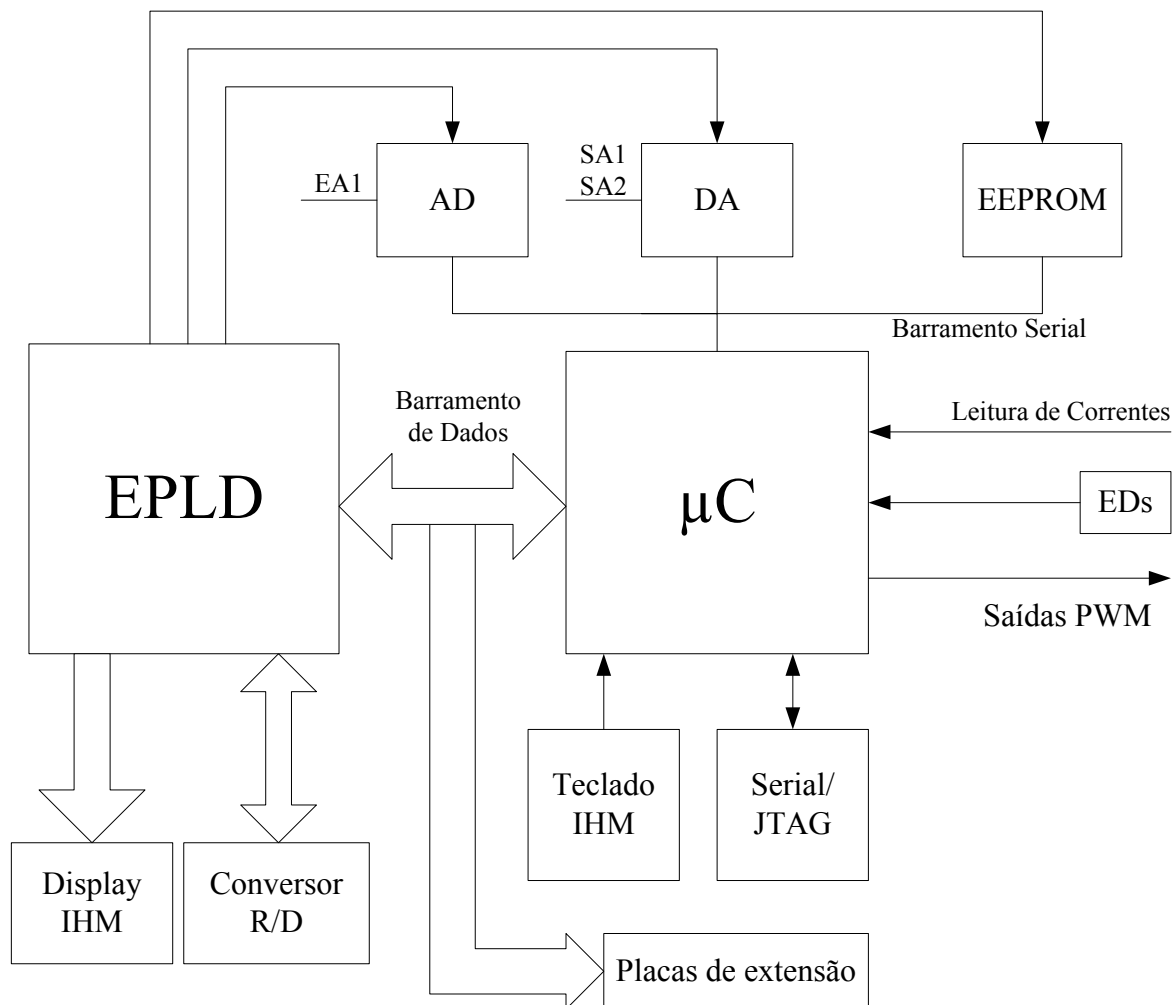 EA1
AD
SA1
SA2
DA
EEPROM
Barramento Serial
EPLD
Barramento
de Dados
µC
Leitura de Correntes
EDs
Saídas PWM
Teclado
IHM
Serial/
JTAG
Display
IHM
Conversor
R/D
Placas de extensão